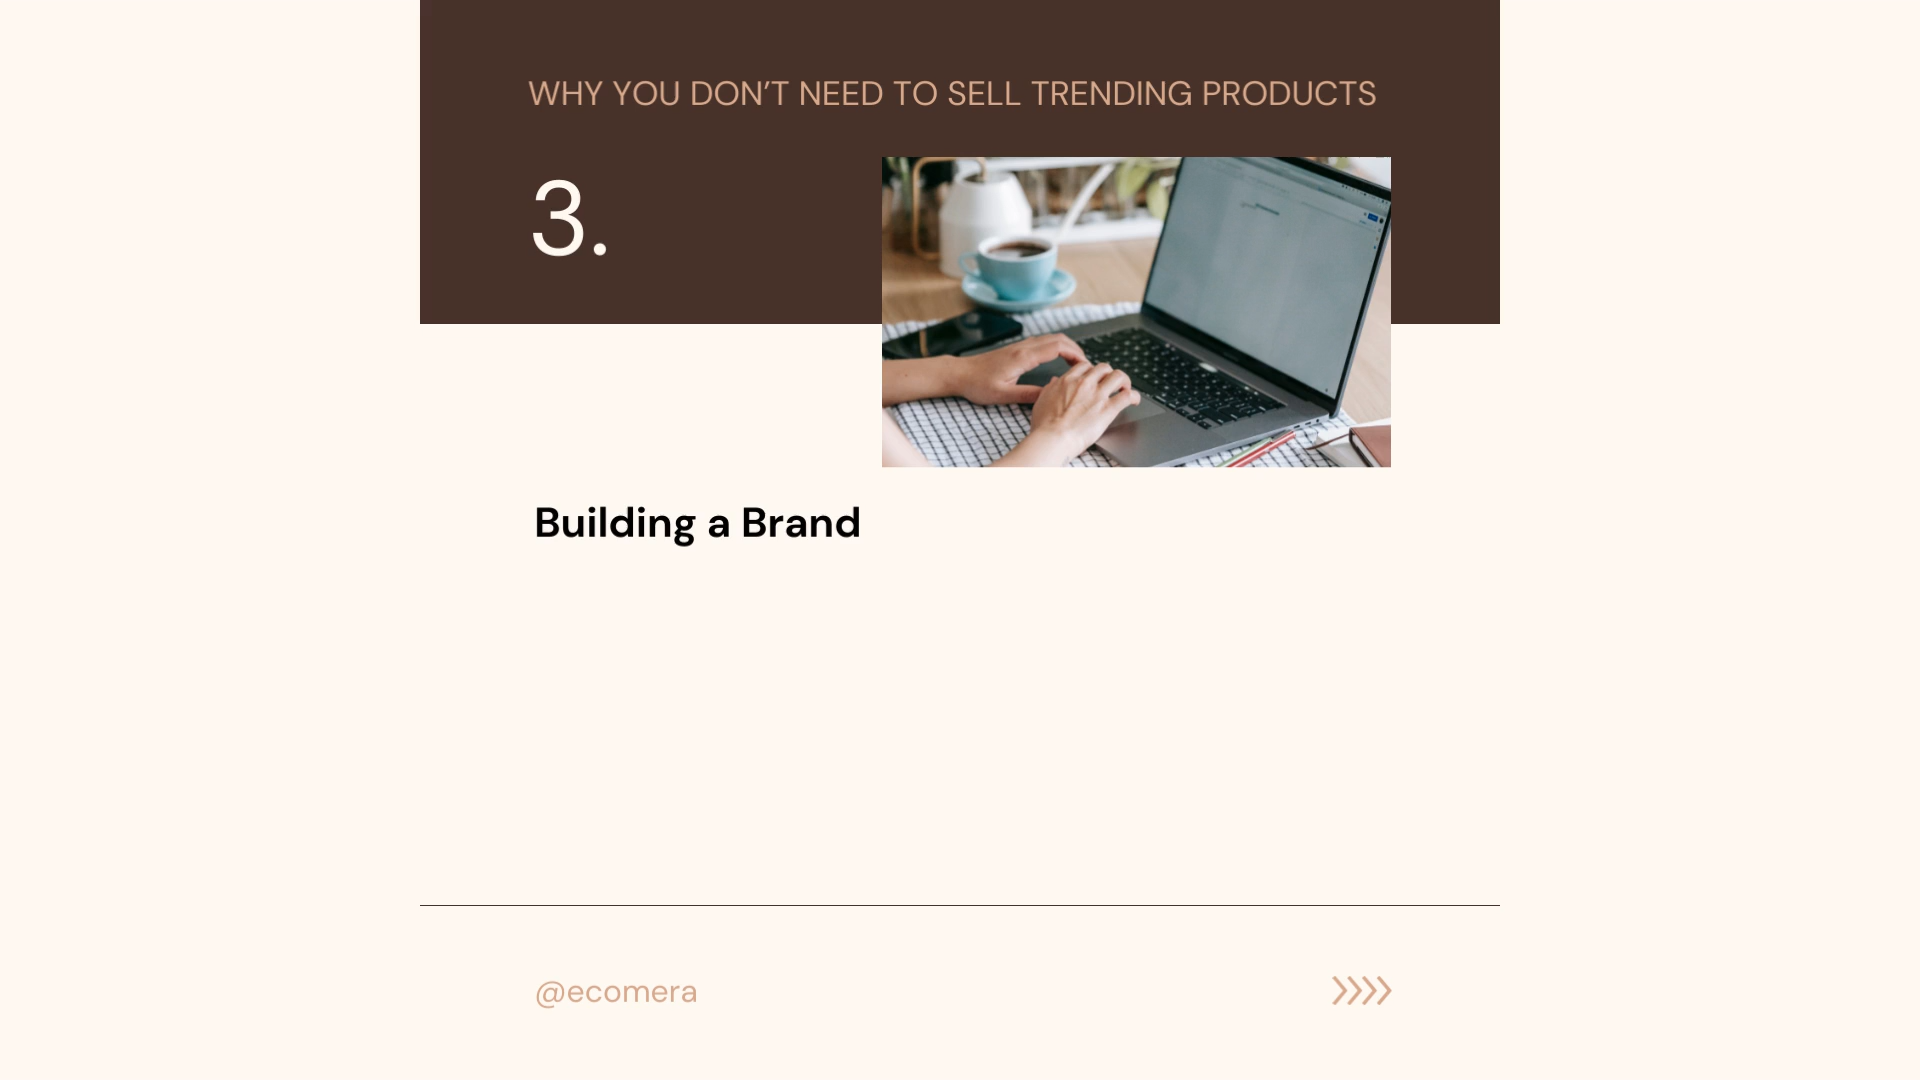 WHY YOU DON’T NEED TO SELL TRENDING PRODUCTS
3.
Building a Brand
@ecomera